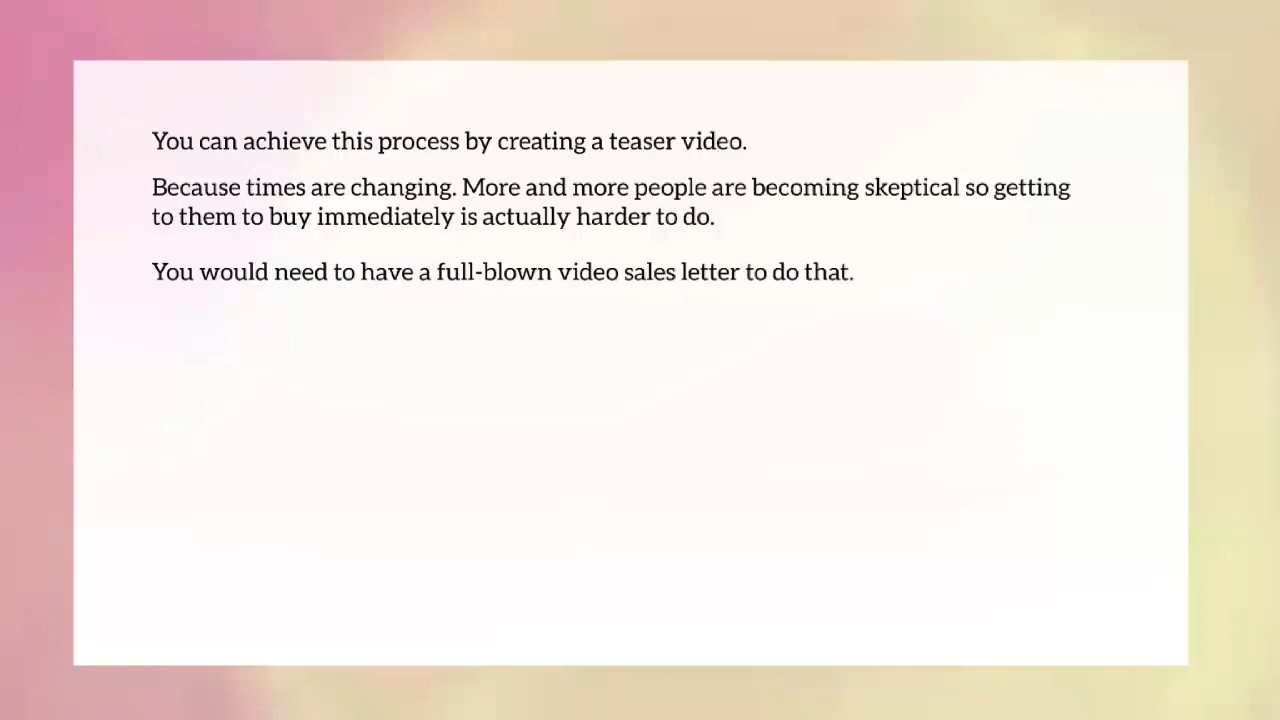 You can achieve this process by creating a teaser video.
Because times are changing. More and more people are becoming skeptical so getting
to them to buy immediately is actually harder to do.
You would need to have a full-blown video sales letter to do that.